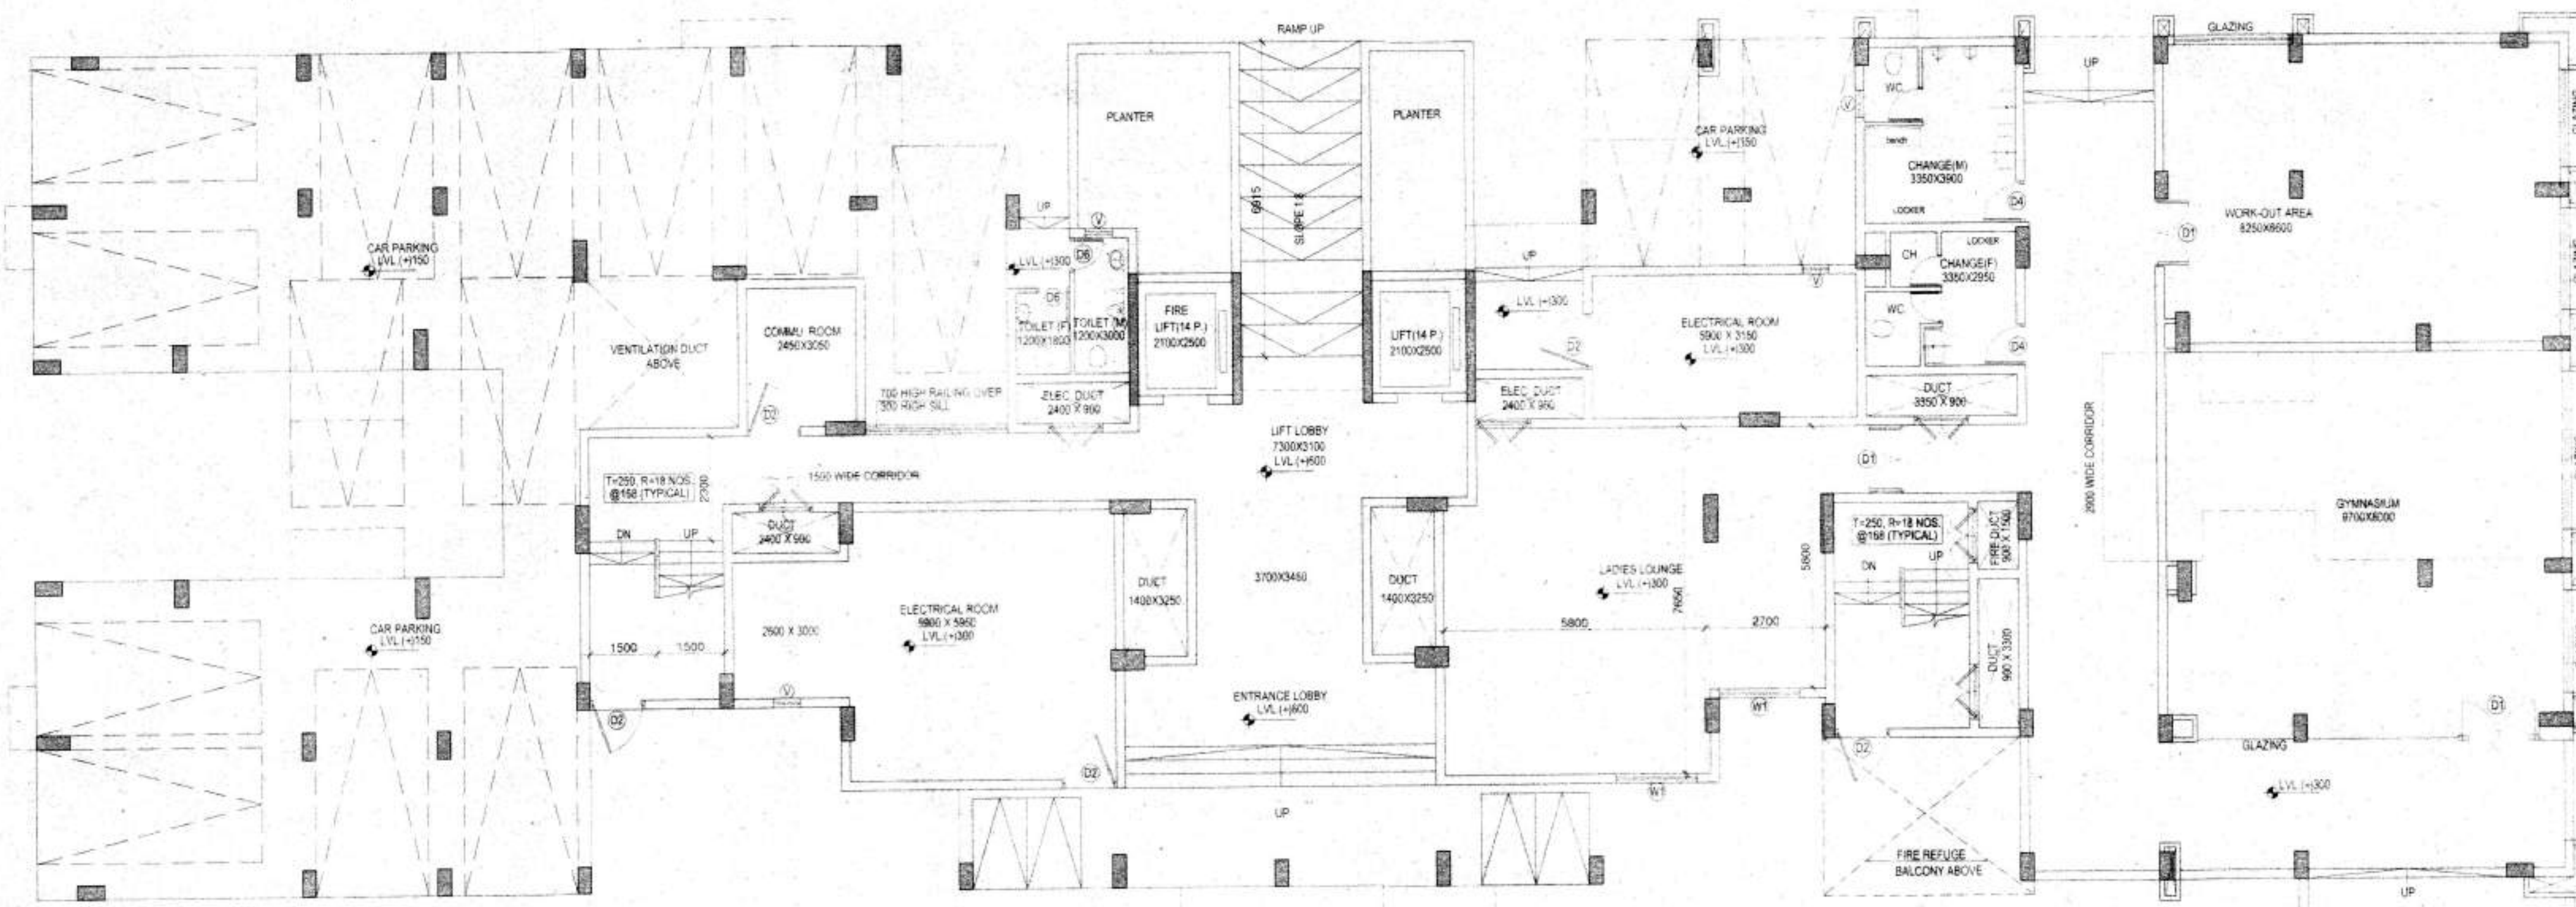 RAMP UP
GLAZING
UP
WC
PLANTER
PLANTER
CAR PARKING
LVL.(+)150
V
bench
CHANGE(M)
3350X3900
LOCKER
D4
WORK-OUT AREA
8250X6600
D1
6915
SLOPE 1:8
CAR PARKING
LVL.(+)150
UP
V
LVL.(+)300
D6
D6
UP
LOCKER
CH
CHANGE(F)
3350X2950
WC
D4
V
VENTILATION DUCT
ABOVE
COMMU. ROOM
2450X3050
D2
TOILET (F)
1200X1800
TOILET (M)
1200X3000
FIRE
LIFT(14 P.)
2100X2500
LIFT(14 P.)
2100X2500
LVL.(+)300
D2
ELECTRICAL ROOM
5900 X 3150
LVL.(+)300
700 HIGH RAILING OVER
300 HIGH SILL
ELEC. DUCT
2400 X 900
ELEC. DUCT
2400 X 900
DUCT
3350 X 900
LIFT LOBBY
7300X3100
LVL.(+)600
D1
2000 WIDE CORRIDOR
1500 WIDE CORRIDOR
T=250, R=18 NOS.
@168 (TYPICAL)
2300
DN
UP
DUCT
2400 X 900
GYMNASIUM
9700X8000
T=250, R=18 NOS.
@168 (TYPICAL)
UP
DN
FIRE DUCT
900 X 1500
5800
DUCT
1400X3250
3700X3450
DUCT
1400X3250
LADIES LOUNGE
LVL.(+)300
7650
ELECTRICAL ROOM
5900 X 5950
LVL.(+)300
2600 X 3000
CAR PARKING
LVL.(+)150
1500
1500
5800
2700
DUCT
900 X 3300
V
D2
ENTRANCE LOBBY
LVL.(+)600
W1
D1
D2
D2
GLAZING
W1
LVL.(+)300
UP
FIRE REFUGE
BALCONY ABOVE
UP